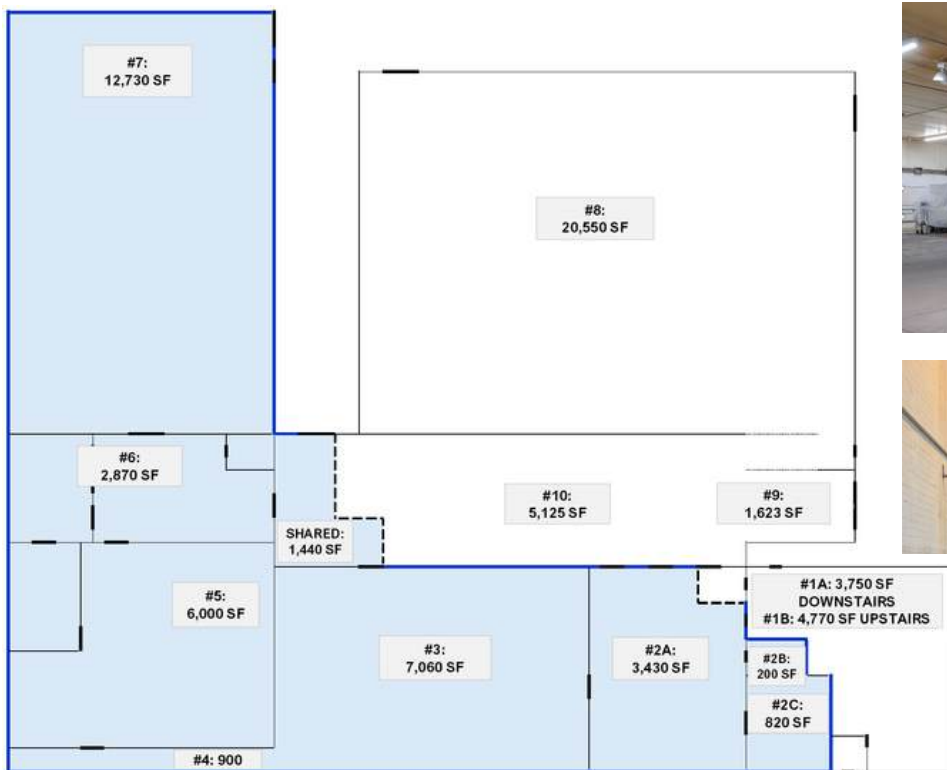 #7:
12,730 SF
#8:
20,550 SF
#6:
2,870 SF
#10:
5,125 SF
#9:
1,623 SF
SHARED:
1,440 SF
#5:
6,000 SF
#1A: 3,750 SF
DOWNSTAIRS
#1B: 4,770 SF UPSTAIRS
#3:
7,060 SF
#2A:
3,430 SF
#2B:
200 SF
#2C:
820 SF
#4: 900